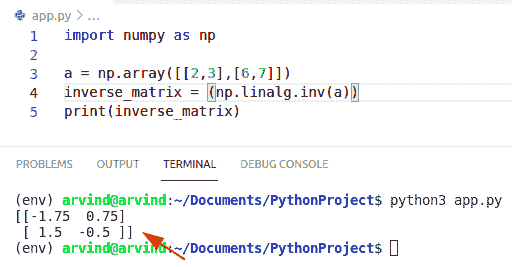 app.py > ...
1 import numpy as np
2
3 a = np.array([[2,3],[6,7]])
4 inverse_matrix = (np.linalg.inv(a))
5 print(inverse_matrix)
PROBLEMS OUTPUT TERMINAL DEBUG CONSOLE
(env) arvind@arvind:~/Documents/PythonProject$ python3 app.py
[[-1.75  0.75]
 [ 1.5  -0.5 ]]
(env) arvind@arvind:~/Documents/PythonProject$